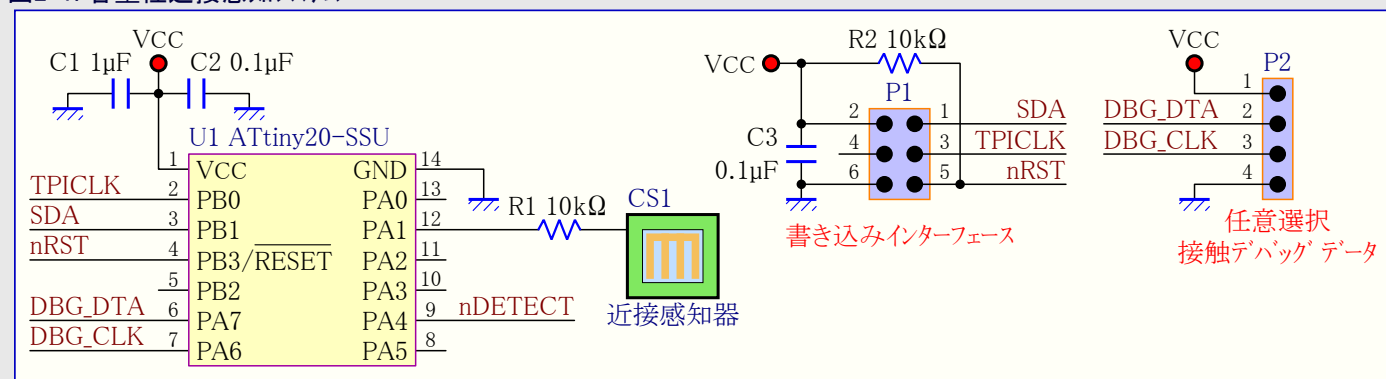 VCC
C1 1µF
C2 0.1µF
U1 ATtiny20-SSU
1 VCC GND 14
TPICLK 2 PB0 PA0 13
SDA 3 PB1 PA1 12
nRST 4 PB3/RESET PA2 11
5 PB2 PA3 10
DBG_DTA 6 PA7 PA4 9 nDETECT
DBG_CLK 7 PA6 PA5 8
R1 10kΩ
CS1
近接感知器
R2 10kΩ
VCC
P1
C3
0.1µF
2 1 SDA
4 3 TPICLK
6 5 nRST
書き込みインターフェース
VCC
P2
1
DBG_DTA 2
DBG_CLK 3
4
任意選択
接触デバッグ データ